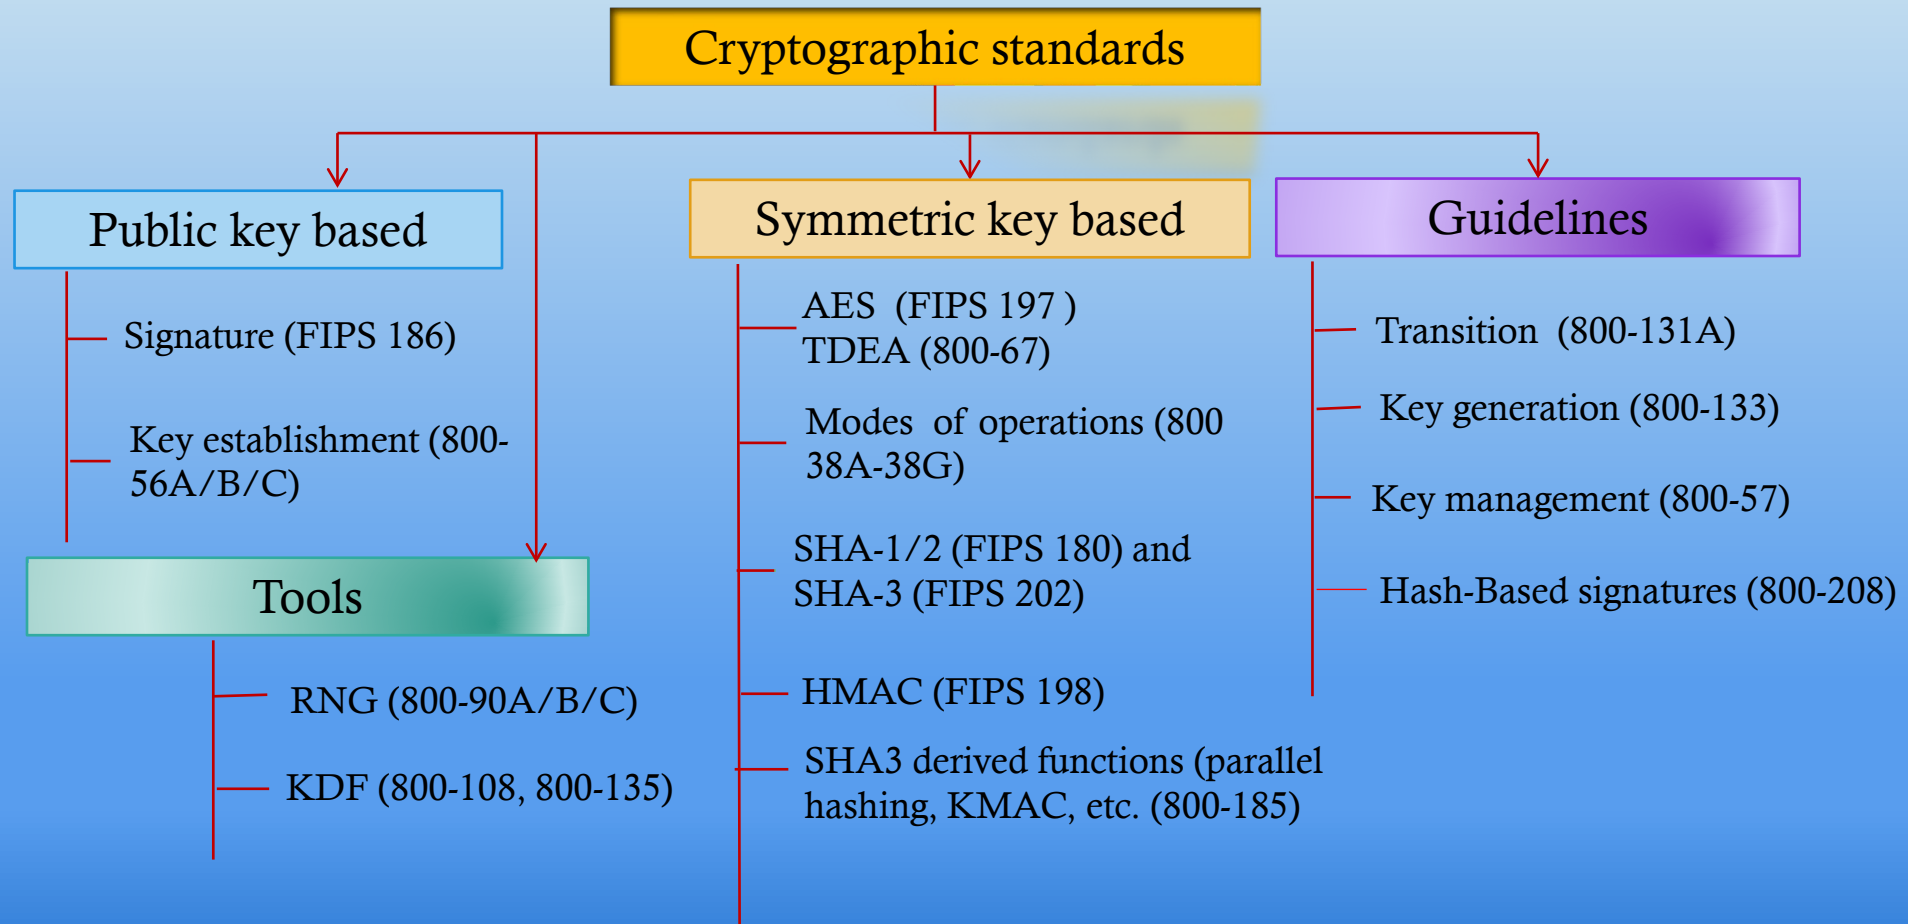 Cryptographic standards
Public key based
Signature (FIPS 186)
Key establishment (800-
56A/B/C)
Tools
RNG (800-90A/B/C)
KDF (800-108, 800-135)
Symmetric key based
AES (FIPS 197 )
TDEA (800-67)
Modes of operations (800
38A-38G)
SHA-1/2 (FIPS 180) and
SHA-3 (FIPS 202)
HMAC (FIPS 198)
SHA3 derived functions (parallel
hashing, KMAC, etc. (800-185)
Guidelines
Transition (800-131A)
Key generation (800-133)
Key management (800-57)
Hash-Based signatures (800-208)